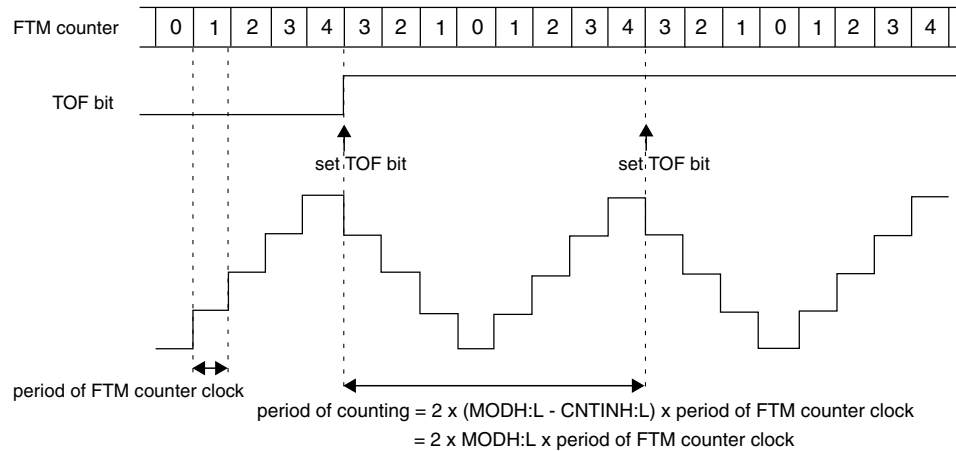 FTM counter 0 1 2 3 4 3 2 1 0 1 2 3 4 3 2 1 0 1 2 3 4
TOF bit
set TOF bit set TOF bit
period of FTM counter clock
period of counting = 2 x (MODH:L - CNTINH:L) x period of FTM counter clock
= 2 x MODH:L x period of FTM counter clock